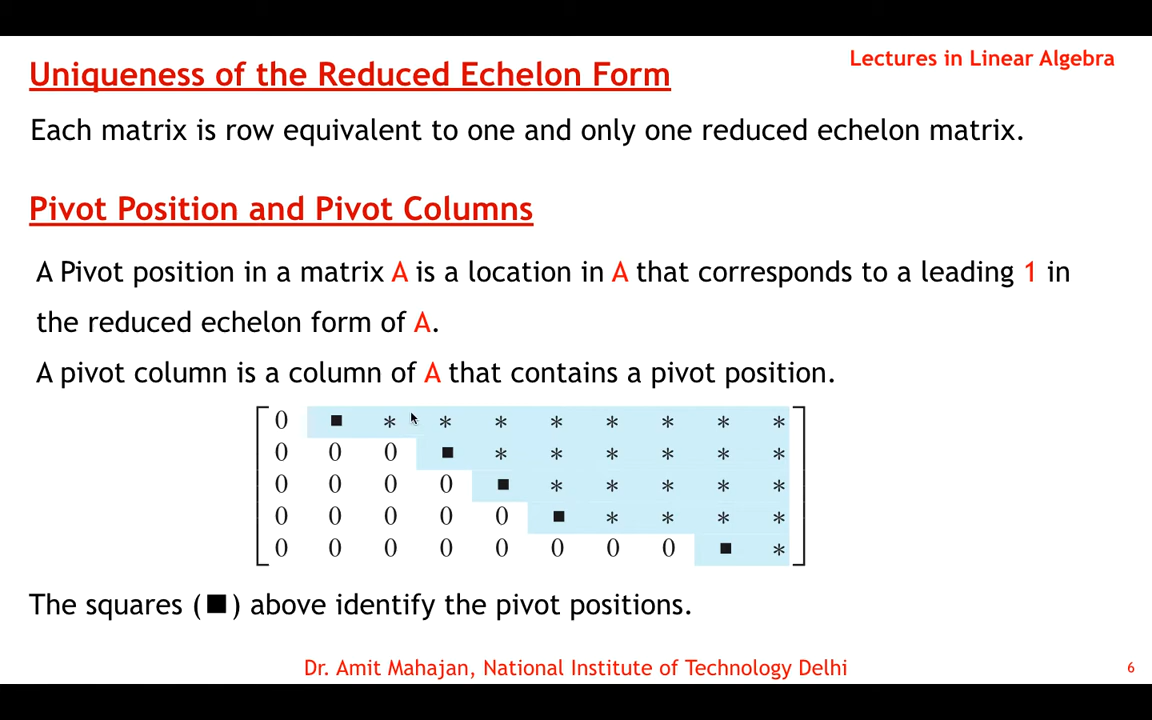 Lectures in Linear Algebra
Uniqueness of the Reduced Echelon Form
Each matrix is row equivalent to one and only one reduced echelon matrix.
Pivot Position and Pivot Columns
A Pivot position in a matrix A is a location in A that corresponds to a leading 1 in
the reduced echelon form of A.
A pivot column is a column of A that contains a pivot position.
0 ■ * * * * * * * *
0 0 0 ■ * * * * * *
0 0 0 0 ■ * * * * *
0 0 0 0 0 ■ * * * *
0 0 0 0 0 0 0 0 ■ *
The squares (■) above identify the pivot positions.
Dr. Amit Mahajan, National Institute of Technology Delhi
6